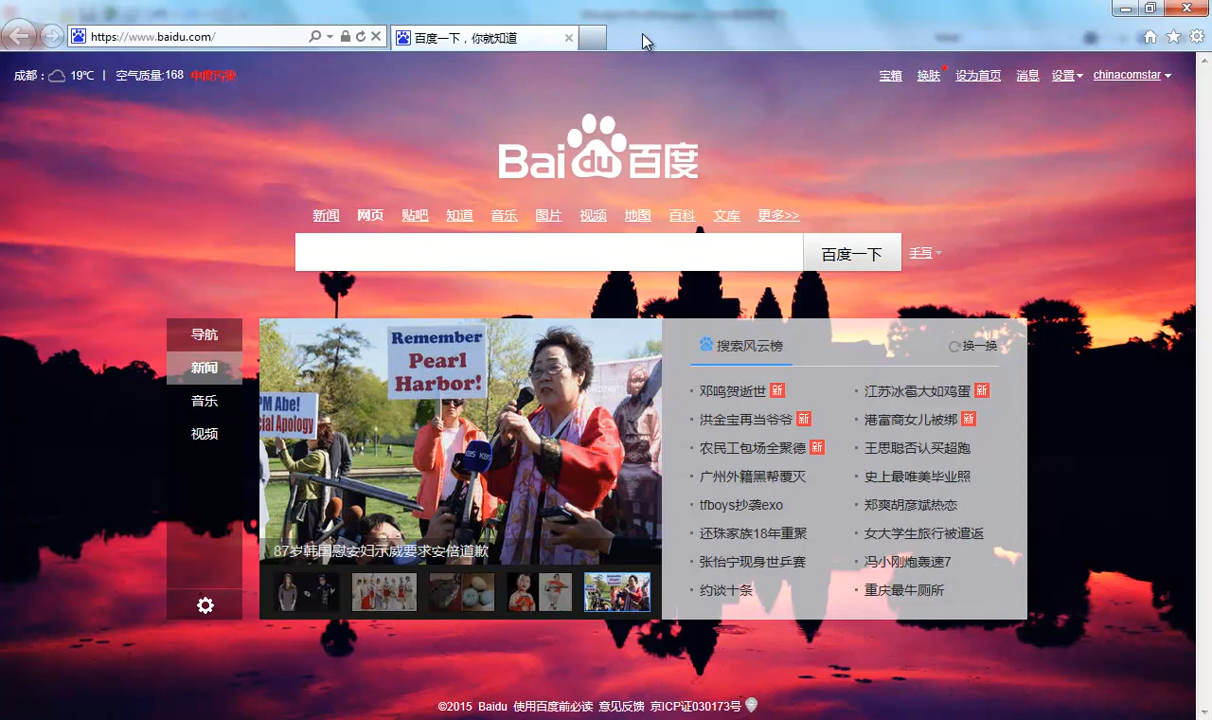 https://www.baidu.com/
百度一下，你就知道
成都： 19℃ | 空气质量:168 中度污染
宝箱 换肤 设为首页 消息 设置 chinacomstar
Bai du 百度
新闻 网页 贴吧 知道 音乐 图片 视频 地图 百科 文库 更多>>
百度一下 手写
导航
新闻
音乐
视频
Remember
Pearl
Harbor!
PM Abe!
Apology
KBS
87岁韩国慰安妇示威要求安倍道歉
搜索风云榜 换一换
邓鸣贺逝世 新 江苏冰雹大如鸡蛋 新
洪金宝再当爷爷 新 港富商女儿被绑 新
农民工包场全聚德 新 王思聪否认买超跑
广州外籍黑帮覆灭 史上最唯美毕业照
tfboys抄袭exo 郑爽胡彦斌热恋
还珠家族18年重聚 女大学生旅行被遣返
张怡宁现身世乒赛 冯小刚炮轰速7
约谈十条 重庆最牛厕所
©2015 Baidu 使用百度前必读 意见反馈 京ICP证030173号